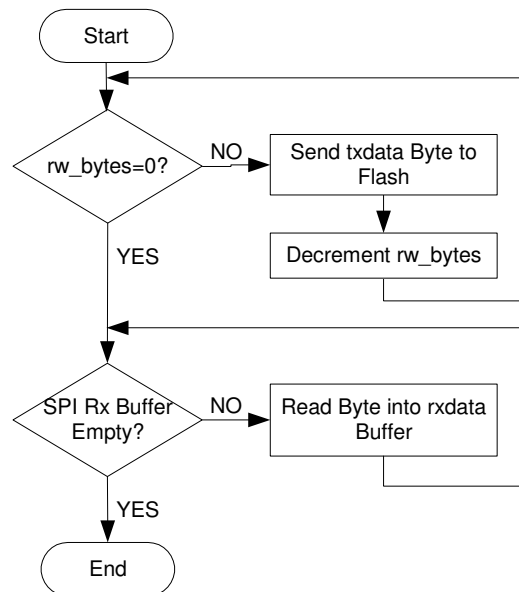 Start
rw_bytes=0?
NO
Send txdata Byte to
Flash
Decrement rw_bytes
YES
SPI Rx Buffer
Empty?
NO
Read Byte into rxdata
Buffer
YES
End